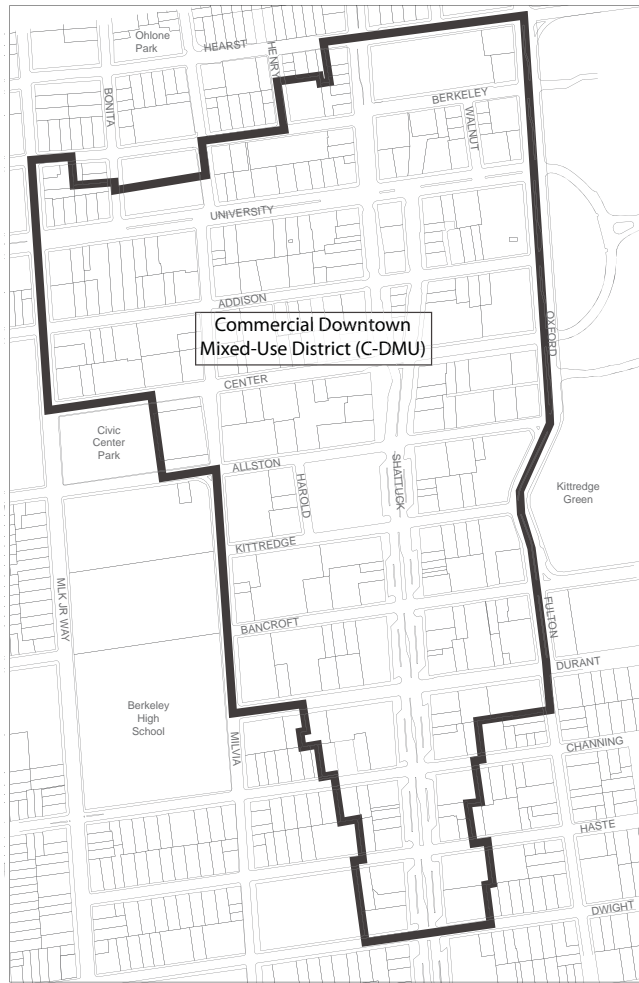 Ohlone
Park
HEARST
HENRY
BONITA
BERKELEY
WALNUT
UNIVERSITY
ADDISON
OXFORD
Commercial Downtown
Mixed-Use District (C-DMU)
CENTER
Civic
Center
Park
ALLSTON
HAROLD
SHATTUCK
Kittredge
Green
KITTREDGE
MLK JR WAY
FULTON
BANCROFT
DURANT
Berkeley
High
School
MILVIA
CHANNING
HASTE
DWIGHT